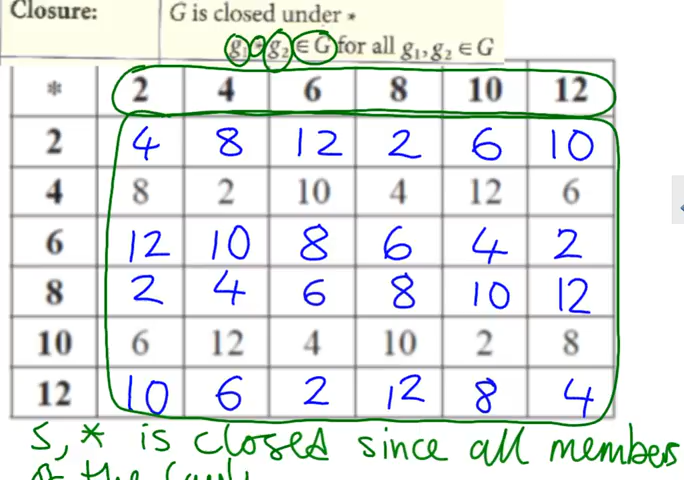 Closure: G is closed under *
g₁ * g₂ ∈ G for all g₁, g₂ ∈ G
* 2 4 6 8 10 12
2 4 8 12 2 6 10
4 8 2 10 4 12 6
6 12 10 8 6 4 2
8 2 4 6 8 10 12
10 6 12 4 10 2 8
12 10 6 2 12 8 4
S, * is closed since all members
of the